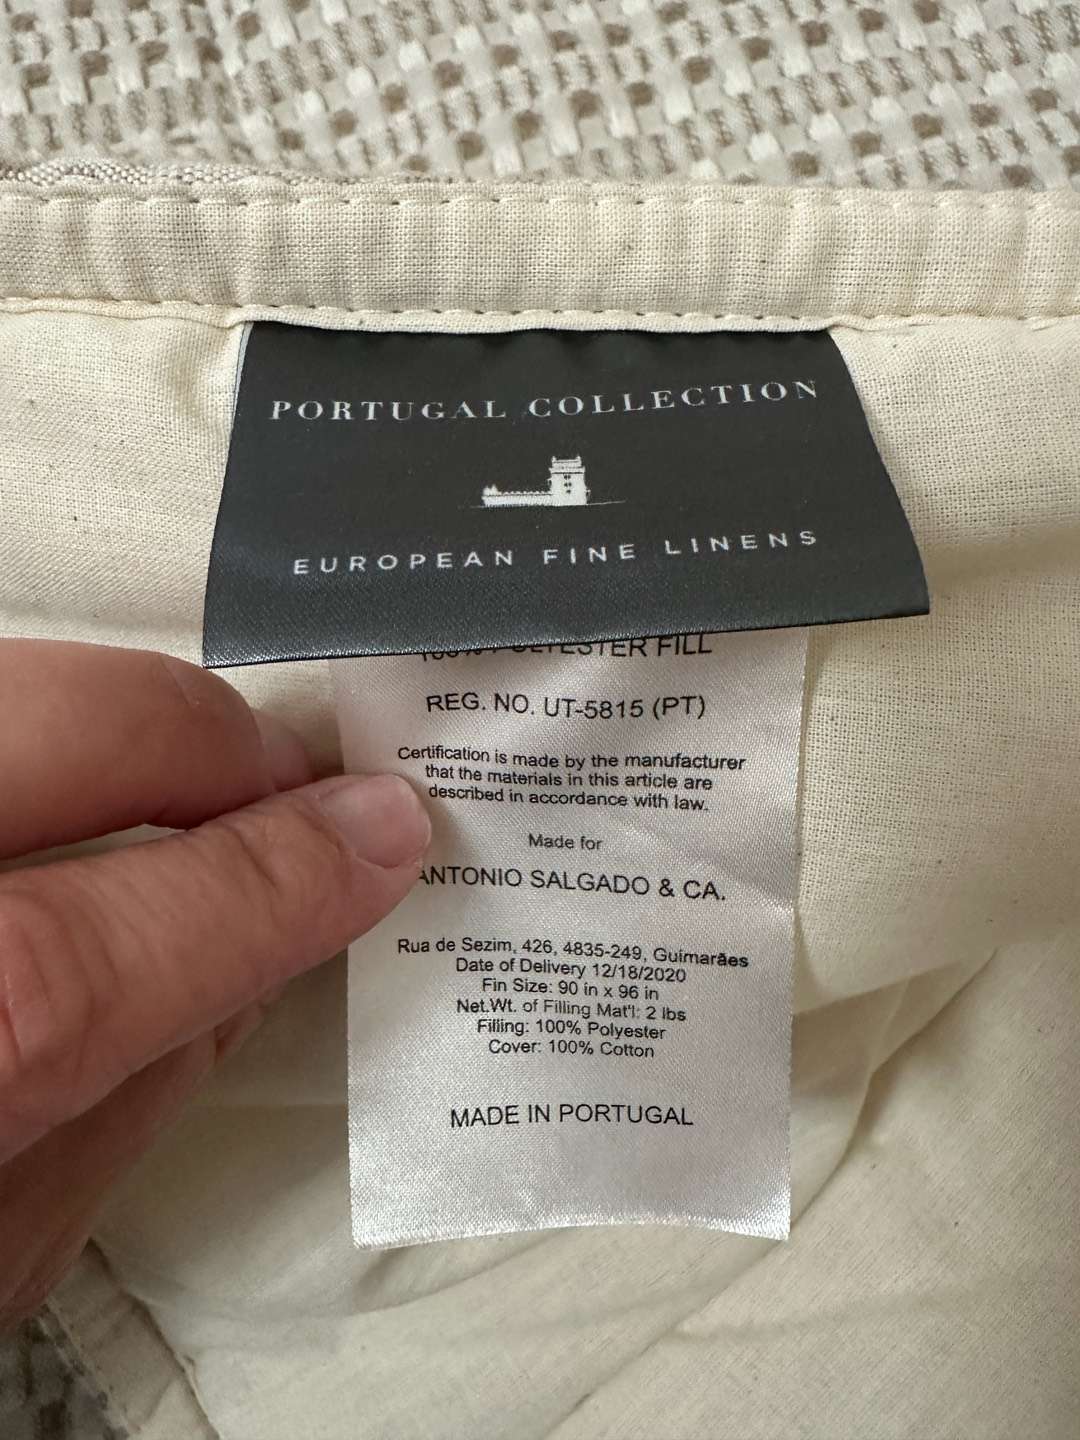 PORTUGAL COLLECTION
EUROPEAN FINE LINENS
100% POLYESTER FILL
REG. NO. UT-5815 (PT)
Certification is made by the manufacturer
that the materials in this article are
described in accordance with law.
Made for
ANTONIO SALGADO & CA.
Rua de Sezim, 426, 4835-249, Guimarães
Date of Delivery 12/18/2020
Fin Size: 90 in x 96 in
Net.Wt. of Filling Mat'l: 2 lbs
Filling: 100% Polyester
Cover: 100% Cotton
MADE IN PORTUGAL